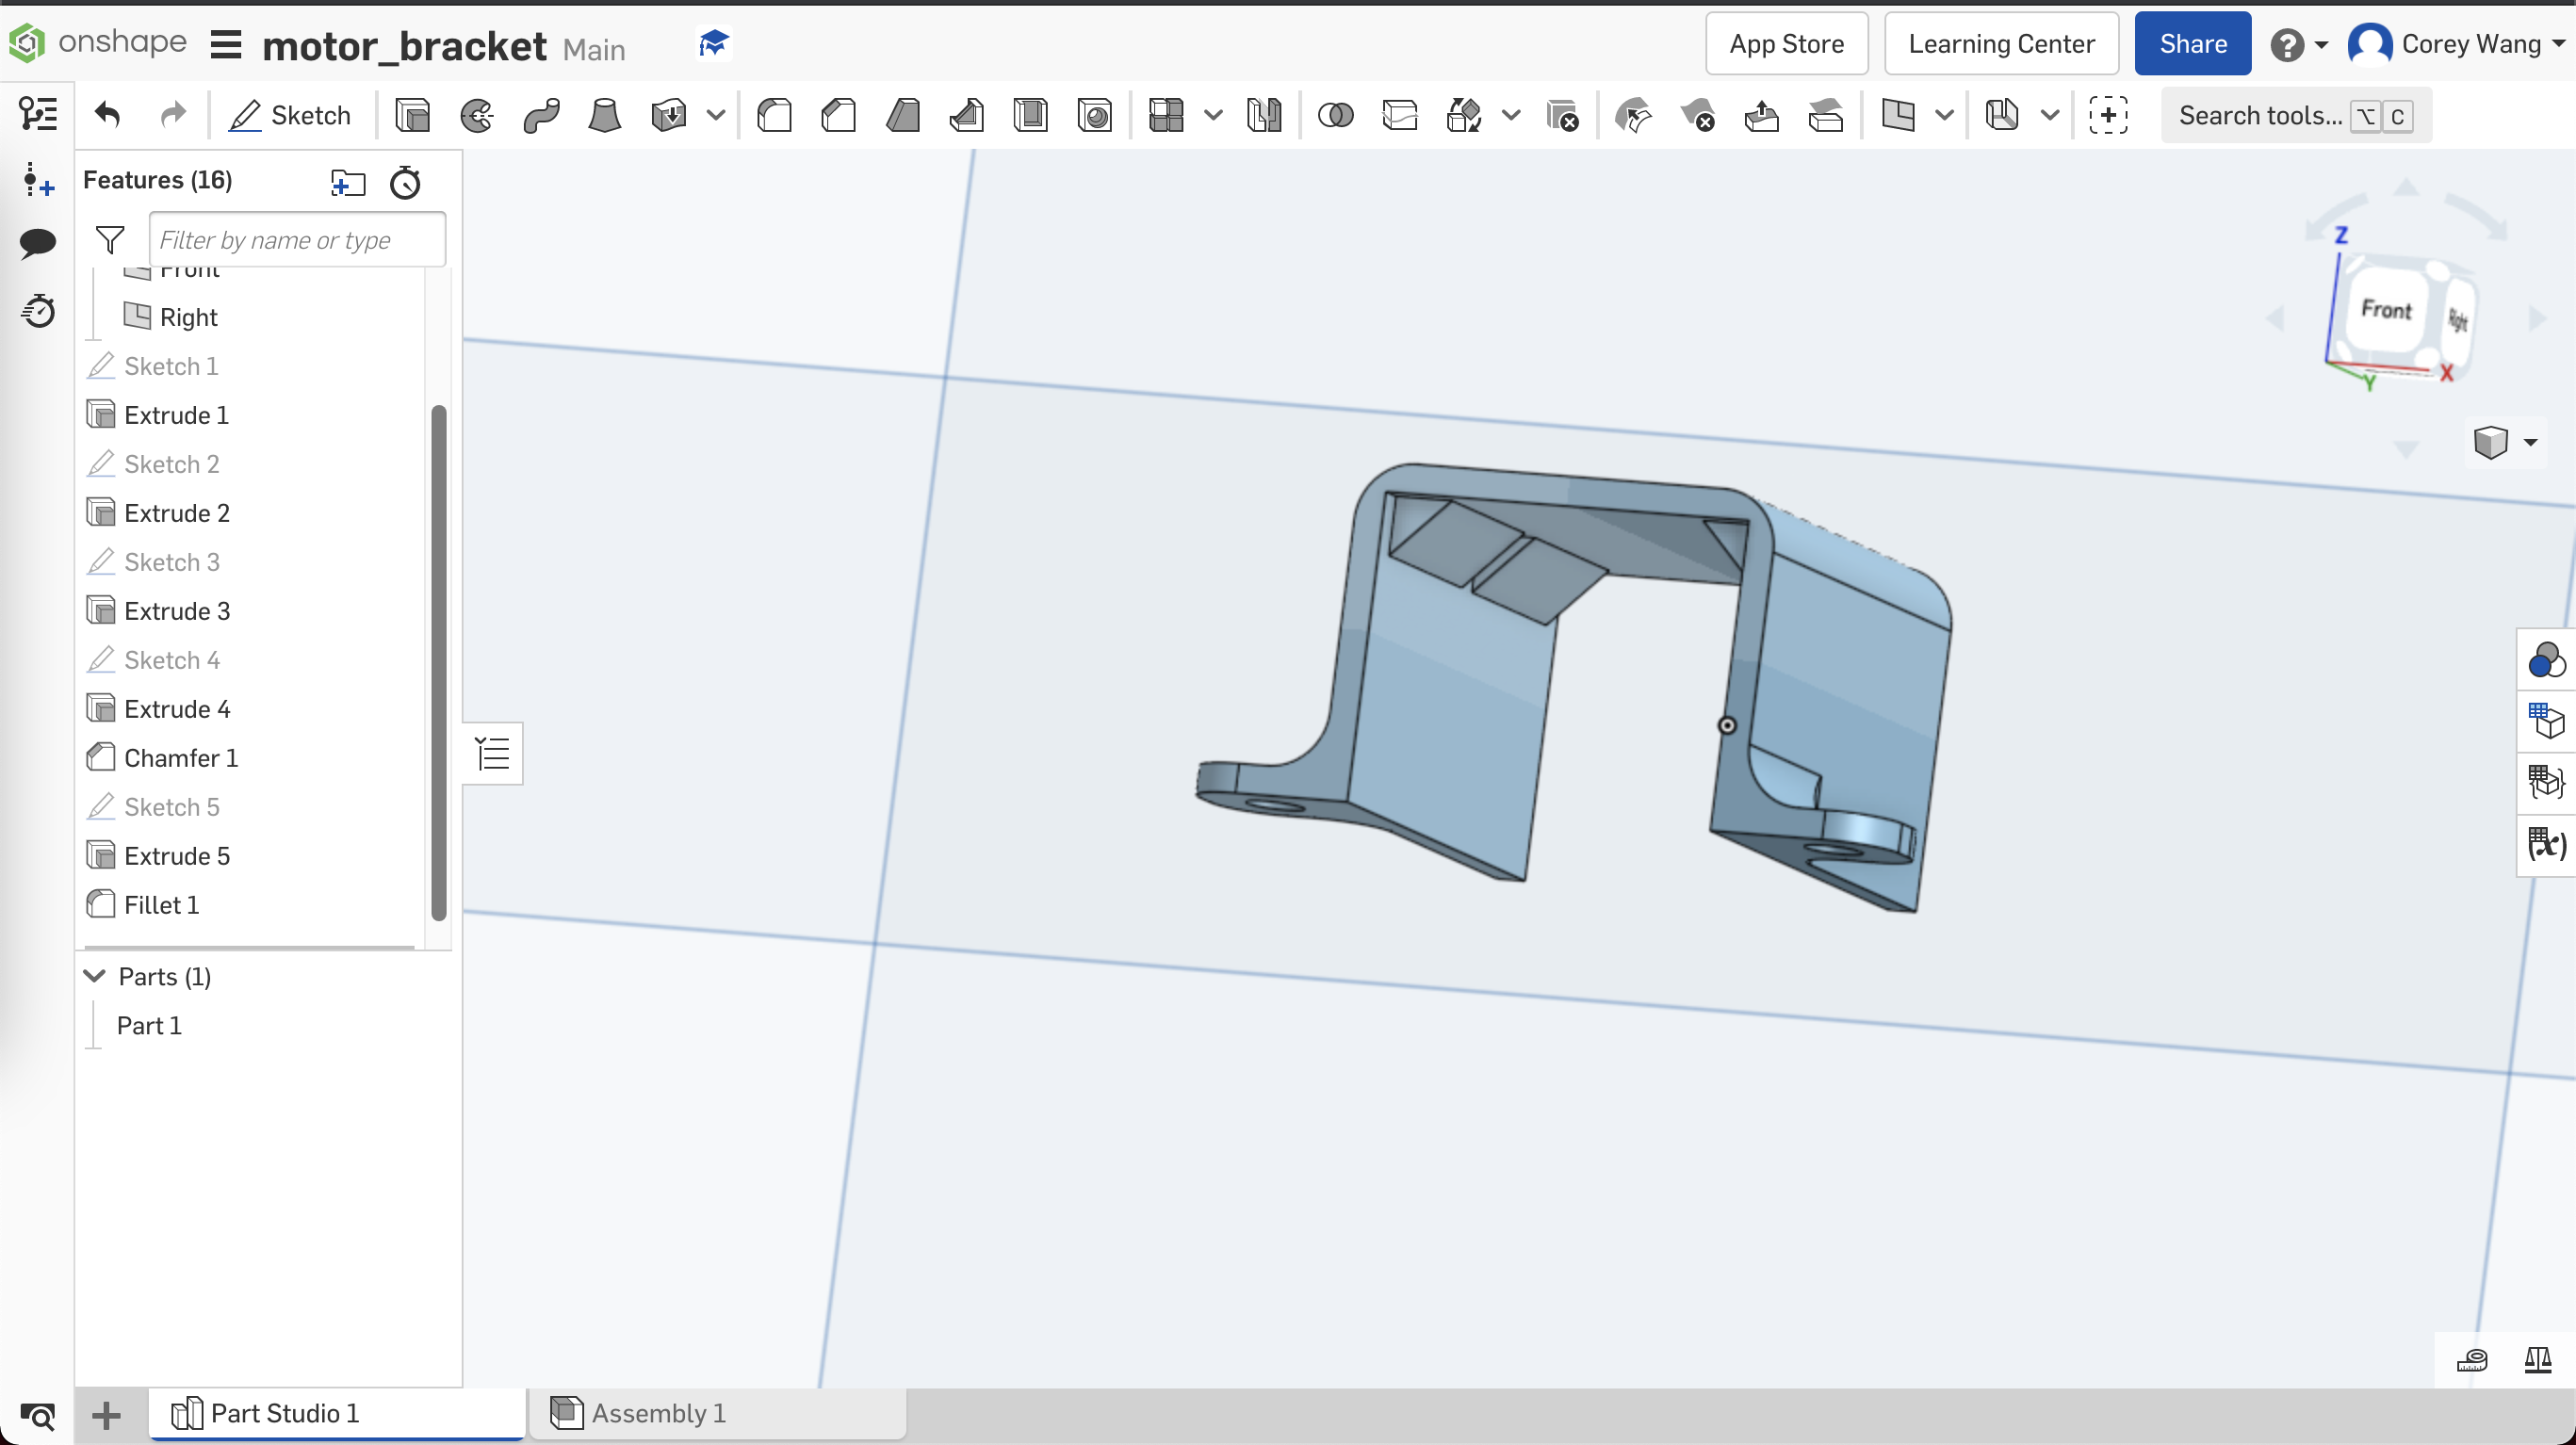 onshape motor_bracket Main App Store Learning Center Share ? Corey Wang
Sketch Search tools... ⌥ C
Features (16)
Filter by name or type
Front
Right
Sketch 1
Extrude 1
Sketch 2
Extrude 2
Sketch 3
Extrude 3
Sketch 4
Extrude 4
Chamfer 1
Sketch 5
Extrude 5
Fillet 1
Parts (1)
Part 1
Z
Front Right
X
Y
(x)
Part Studio 1 Assembly 1